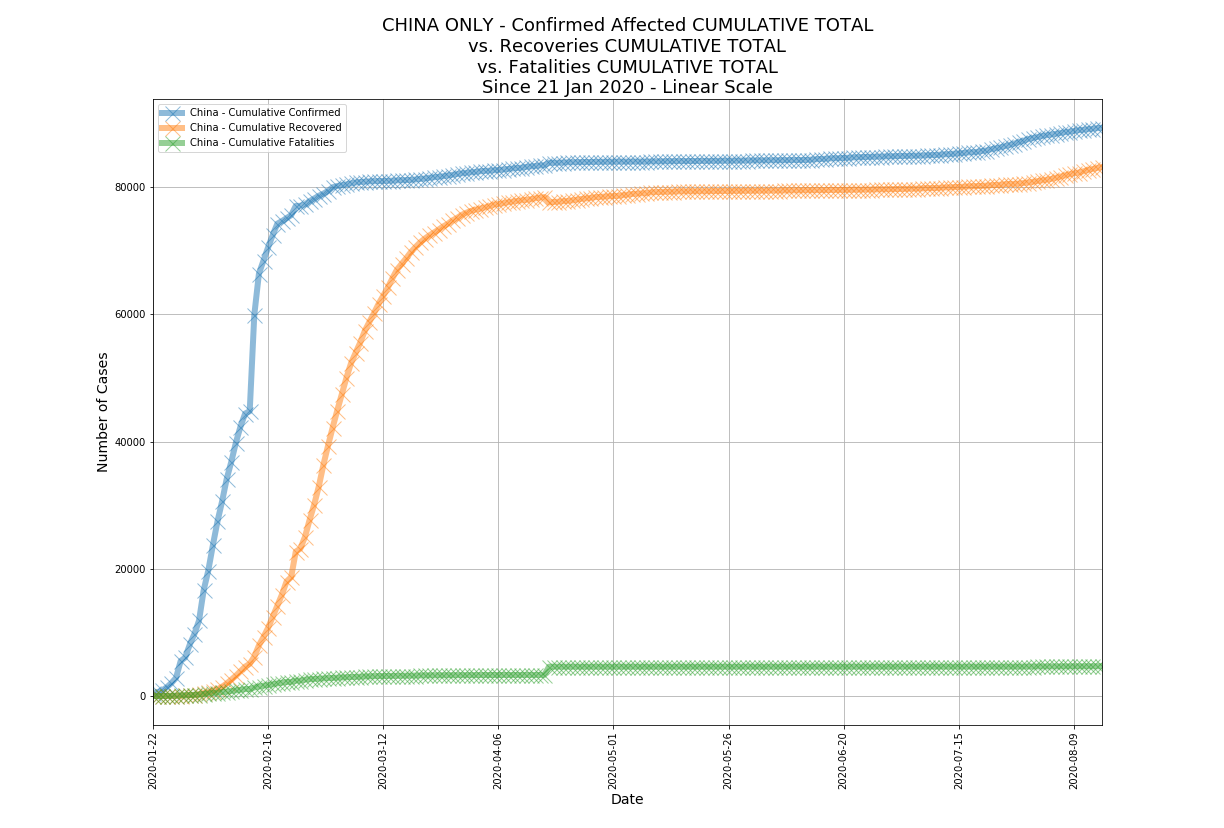 CHINA ONLY - Confirmed Affected CUMULATIVE TOTAL
vs. Recoveries CUMULATIVE TOTAL
vs. Fatalities CUMULATIVE TOTAL
Since 21 Jan 2020 - Linear Scale
China - Cumulative Confirmed
China - Cumulative Recovered
China - Cumulative Fatalities
Number of Cases
80000
60000
40000
20000
0
2020-01-22
2020-02-16
2020-03-12
2020-04-06
2020-05-01
2020-05-26
2020-06-20
2020-07-15
2020-08-09
Date